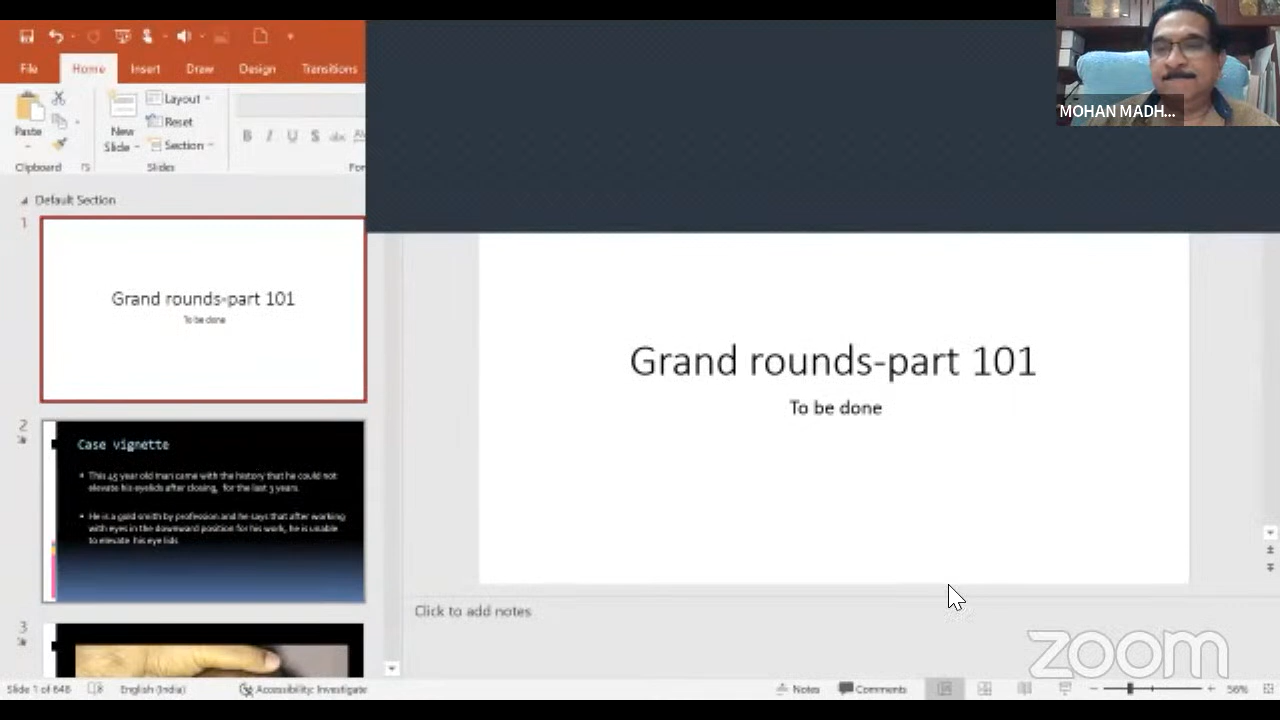 MOHAN MADH...
File Home Insert Draw Design Transitions
Layout
Reset
Section
Paste
New
Slide
B I U S abc
Clipboard
Slides
For
Default Section
1
Grand rounds-part 101
To be done
2
Case vignette
This 45 year old man came with the history that he could not
elevate his eyelids after closing, for the last 3 years.
He is a gold smith by profession and he says that after working
with eyes in the downward position for his work, he is unable
to elevate his eye lids
3
Grand rounds-part 101
To be done
Click to add notes
zoom
Slide 1 of 648 English (India) Accessibility: Investigate Notes Comments 56%